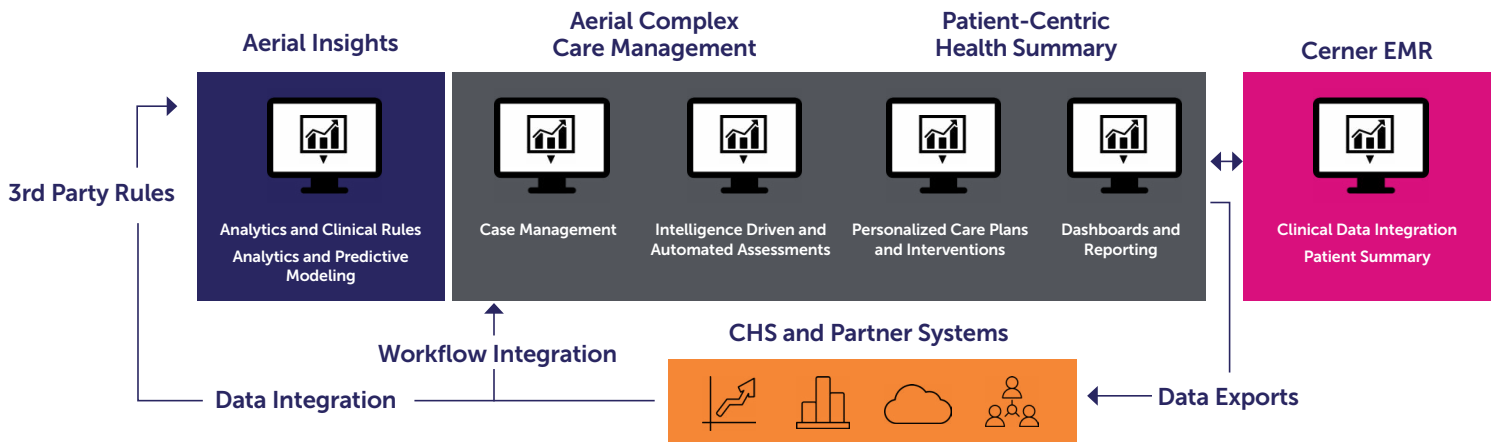 Aerial Insights
Aerial Complex
Care Management
Patient-Centric
Health Summary
Cerner EMR
3rd Party Rules
Analytics and Clinical Rules
Analytics and Predictive
Modeling
Case Management
Intelligence Driven and
Automated Assessments
Personalized Care Plans
and Interventions
Dashboards and
Reporting
Clinical Data Integration
Patient Summary
Workflow Integration
CHS and Partner Systems
Data Integration
Data Exports